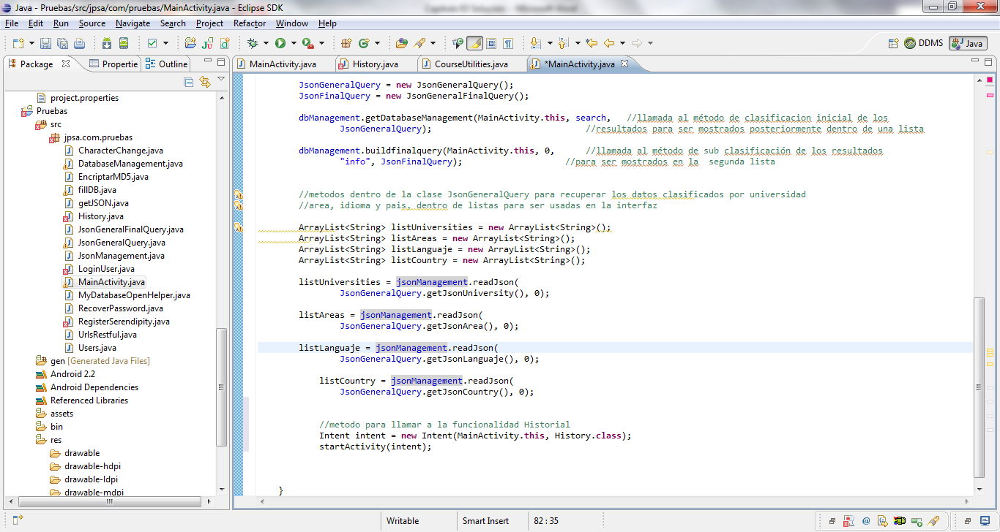 Java - Pruebas/src/jpsa/com/pruebas/MainActivity.java - Eclipse SDK
File Edit Run Source Navigate Search Project Refactor Window Help
DDMS Java
Package Propertie Outline
MainActivity.java History.java CourseUtilities.java *MainActivity.java
project.properties
Pruebas
src
jpsa.com.pruebas
CharacterChange.java
DatabaseManagement.java
EncriptarMD5.java
fillDB.java
getJSON.java
History.java
JsonGeneralFinalQuery.java
JsonGeneralQuery.java
JsonManagement.java
LoginUser.java
MainActivity.java
MyDatabaseOpenHelper.java
RecoverPassword.java
RegisterSerendipity.java
UrlsRestful.java
Users.java
gen [Generated Java Files]
Android 2.2
Android Dependencies
Referenced Libraries
assets
bin
res
drawable
drawable-hdpi
drawable-ldpi
drawable-mdpi
JsonGeneralQuery = new JsonGeneralQuery();
JsonFinalQuery = new JsonGeneralFinalQuery();
dbManagement.getDatabaseManagement(MainActivity.this, search, //llamada al método de clasificacion inicial de los
JsonGeneralQuery); //resultados para ser mostrados posteriormente dentro de una lista
dbManagement.buildfinalquery(MainActivity.this, 0, //llamada al método de sub clasificación de los resultados
"info", JsonFinalQuery); //para ser mostrados en la segunda lista
//metodos dentro de la clase JsonGeneralQuery para recuperar los datos clasificados por universidad
//area, idioma y pais, dentro de listas para ser usadas en la interfaz
ArrayList<String> listUniversities = new ArrayList<String>();
ArrayList<String> listAreas = new ArrayList<String>();
ArrayList<String> listLanguaje = new ArrayList<String>();
ArrayList<String> listCountry = new ArrayList<String>();
listUniversities = jsonManagement.readJson(
JsonGeneralQuery.getJsonUniversity(), 0);
listAreas = jsonManagement.readJson(
JsonGeneralQuery.getJsonArea(), 0);
listLanguaje = jsonManagement.readJson(
JsonGeneralQuery.getJsonLanguaje(), 0);
listCountry = jsonManagement.readJson(
JsonGeneralQuery.getJsonCountry(), 0);
//metodo para llamar a la funcionalidad Historial
Intent intent = new Intent(MainActivity.this, History.class);
startActivity(intent);
}
Writable Smart Insert 82 : 35